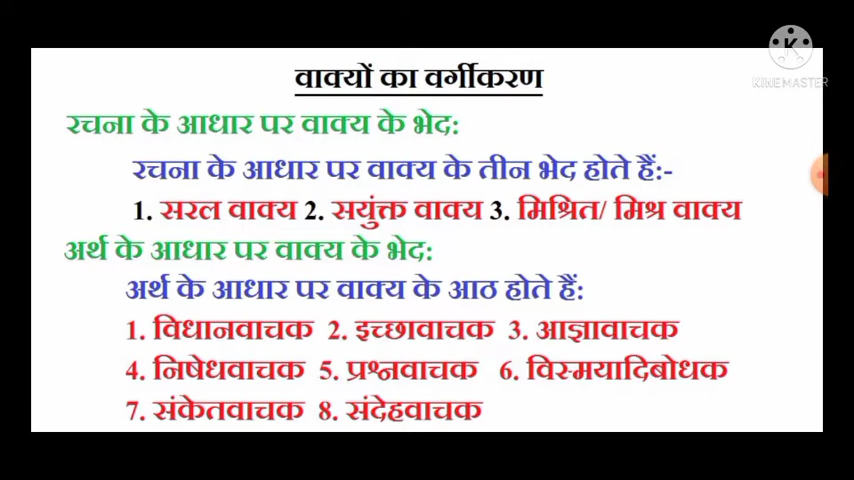 KINEMASTER
वाक्यों का वर्गीकरण
रचना के आधार पर वाक्य के भेद:
रचना के आधार पर वाक्य के तीन भेद होते हैं:-
1. सरल वाक्य 2. सयुंक्त वाक्य 3. मिश्रित/ मिश्र वाक्य
अर्थ के आधार पर वाक्य के भेद:
अर्थ के आधार पर वाक्य के आठ होते हैं:
1. विधानवाचक 2. इच्छावाचक 3. आज्ञावाचक
4. निषेधवाचक 5. प्रश्नवाचक 6. विस्मयादिबोधक
7. संकेतवाचक 8. संदेहवाचक